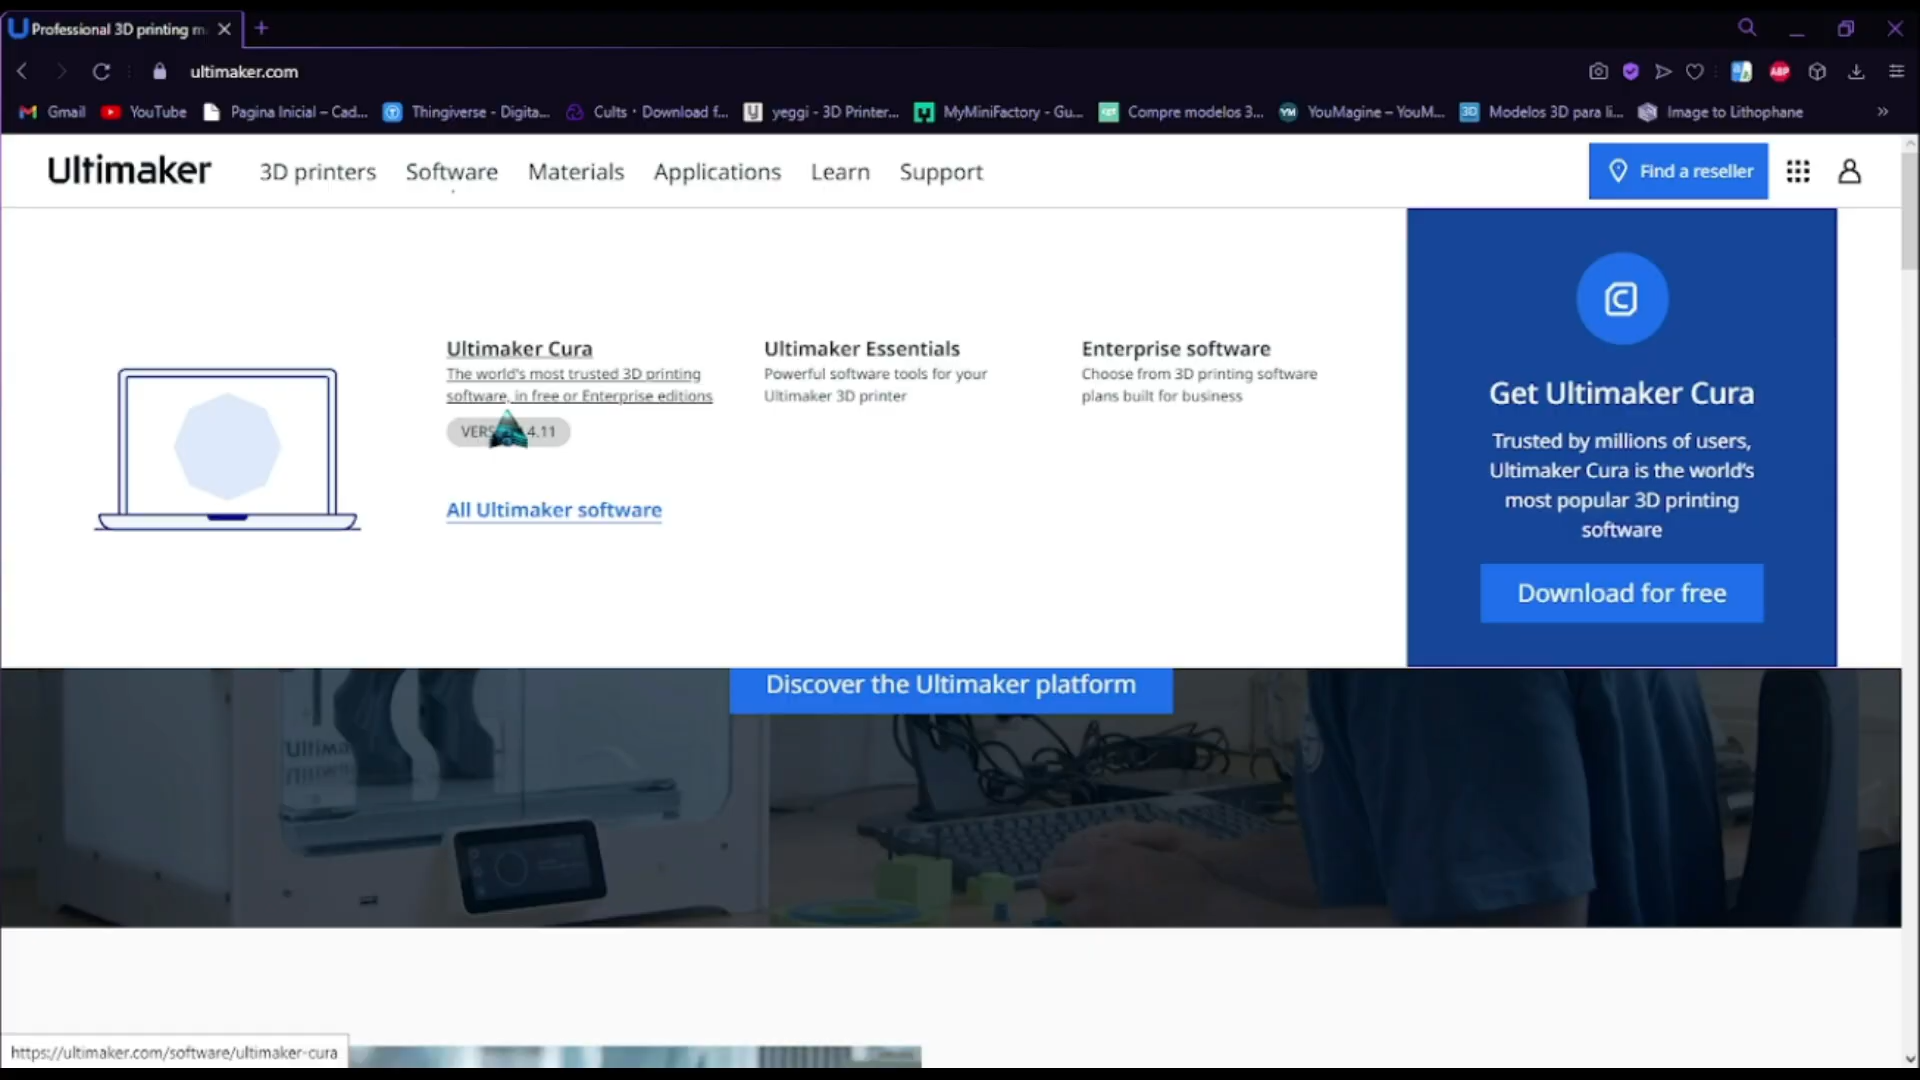 Professional 3D printing m
ultimaker.com
Gmail
YouTube
Pagina Inicial – Cad...
Thingiverse - Digita...
Cults · Download f...
yeggi - 3D Printer...
MyMiniFactory - Gu...
Compre modelos 3...
YouMagine – YouM...
Modelos 3D para li...
Image to Lithophane
Ultimaker
3D printers
Software
Materials
Applications
Learn
Support
Find a reseller
Ultimaker Cura
The world's most trusted 3D printing
software, in free or Enterprise editions
4.11
All Ultimaker software
Ultimaker Essentials
Powerful software tools for your
Ultimaker 3D printer
Enterprise software
Choose from 3D printing software
plans built for business
Get Ultimaker Cura
Trusted by millions of users,
Ultimaker Cura is the world's
most popular 3D printing
software
Download for free
Discover the Ultimaker platform
https://ultimaker.com/software/ultimaker-cura